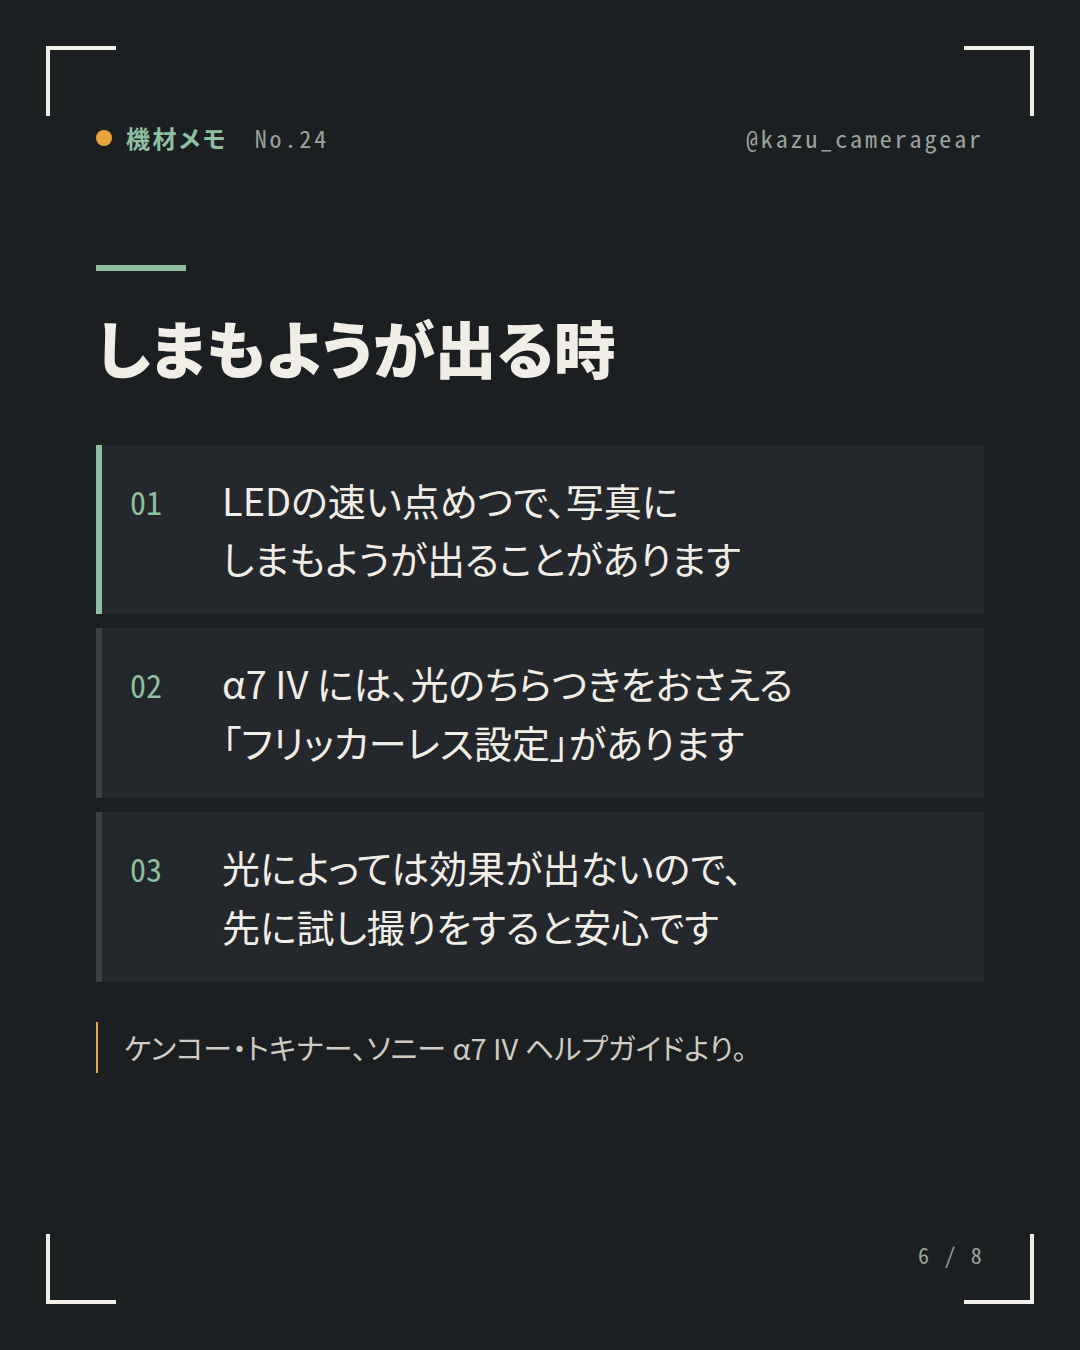 機材メモ No.24
@kazu_cameragear
しまもようが出る時
01
LEDの速い点めつで、写真に
しまもようが出ることがあります
02
α7 IV には、光のちらつきをおさえる
「フリッカーレス設定」があります
03
光によっては効果が出ないので、
先に試し撮りをすると安心です
ケンコー・トキナー、ソニー α7 IV ヘルプガイドより。
6 / 8